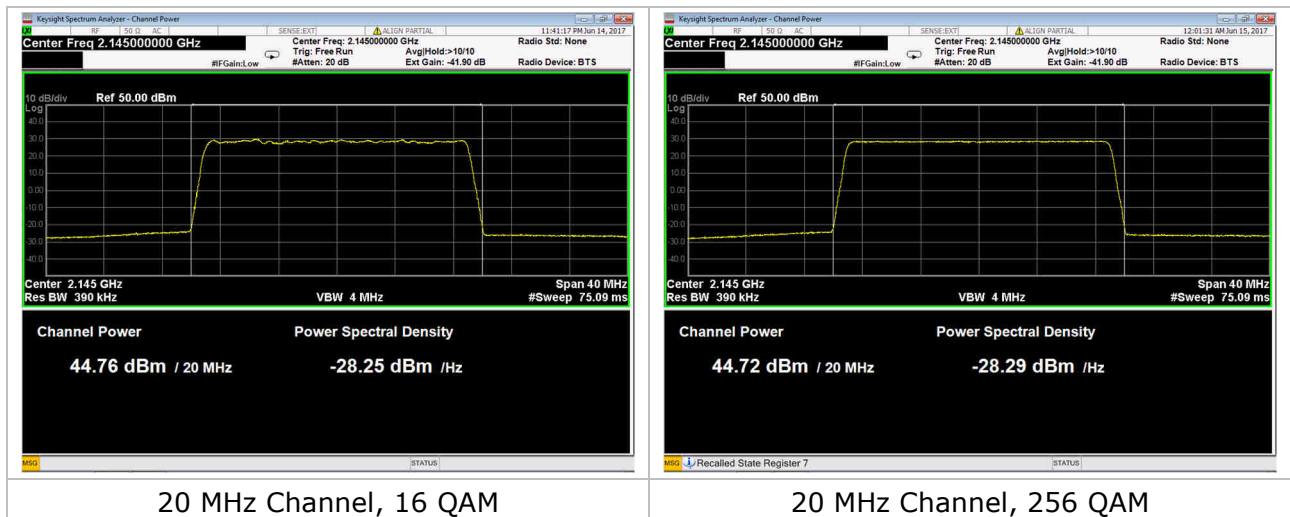 Keysight Spectrum Analyzer - Channel Power
RF 50 Ω AC SENSE:EXT ALIGN PARTIAL 11:41:17 PM Jun 14, 2017
Center Freq 2.145000000 GHz Center Freq: 2.145000000 GHz Radio Std: None
Trig: Free Run Avg|Hold:>10/10
#IFGain:Low #Atten: 20 dB Ext Gain: -41.90 dB Radio Device: BTS
10 dB/div Ref 50.00 dBm
Log
40.0
30.0
20.0
10.0
0.00
-10.0
-20.0
-30.0
-40.0
Center 2.145 GHz Span 40 MHz
Res BW 390 kHz VBW 4 MHz #Sweep 75.09 ms
Channel Power Power Spectral Density
44.76 dBm / 20 MHz -28.25 dBm /Hz
MSG STATUS
20 MHz Channel, 16 QAM
Keysight Spectrum Analyzer - Channel Power
RF 50 Ω AC SENSE:EXT ALIGN PARTIAL 12:01:31 AM Jun 15, 2017
Center Freq 2.145000000 GHz Center Freq: 2.145000000 GHz Radio Std: None
Trig: Free Run Avg|Hold:>10/10
#IFGain:Low #Atten: 20 dB Ext Gain: -41.90 dB Radio Device: BTS
10 dB/div Ref 50.00 dBm
Log
40.0
30.0
20.0
10.0
0.00
-10.0
-20.0
-30.0
-40.0
Center 2.145 GHz Span 40 MHz
Res BW 390 kHz VBW 4 MHz #Sweep 75.09 ms
Channel Power Power Spectral Density
44.72 dBm / 20 MHz -28.29 dBm /Hz
MSG Recalled State Register 7 STATUS
20 MHz Channel, 256 QAM